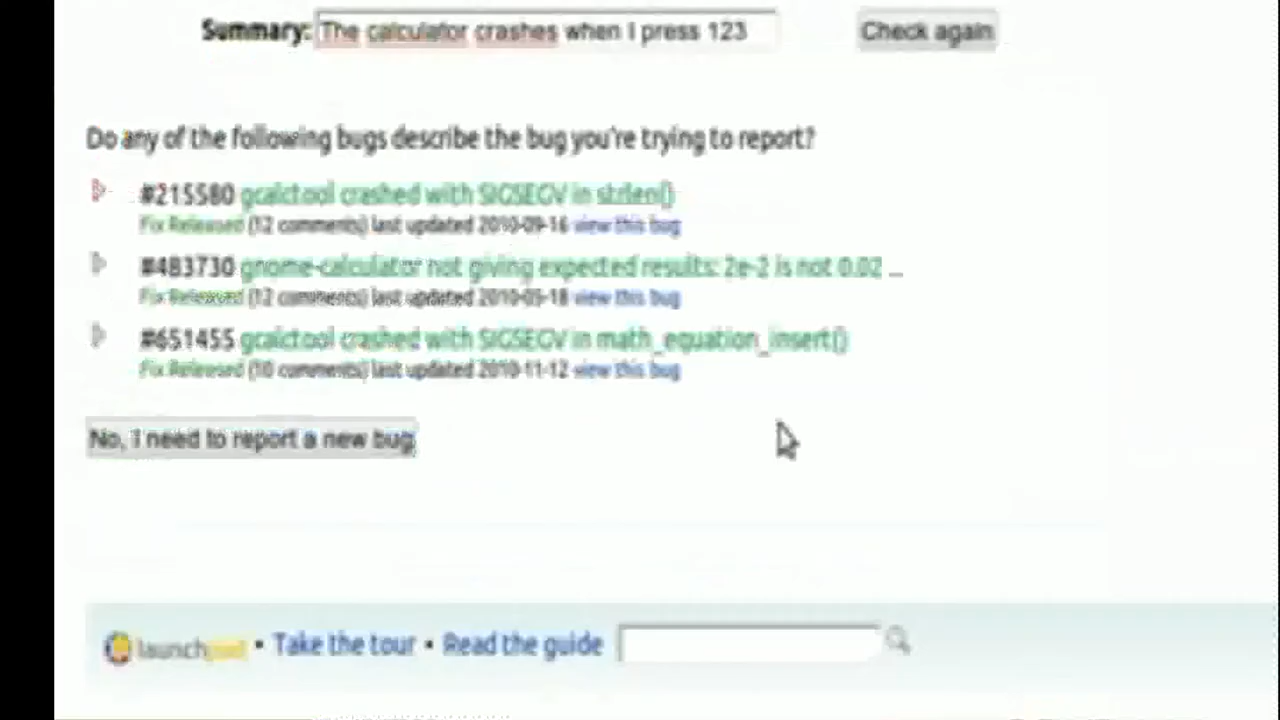 Summary: The calculator crashes when I press 123 Check again
Do any of the following bugs describe the bug you're trying to report?
#215580 gcalctool crashed with SIGSEGV in strlen()
Fix Released (12 comments) last updated 2010-09-16 view this bug
#483730 gnome-calculator not giving expected results: 2e-2 is not 0.02 ...
Fix Released (12 comments) last updated 2010-05-18 view this bug
#651455 gcalctool crashed with SIGSEGV in math_equation_insert()
Fix Released (10 comments) last updated 2010-11-12 view this bug
No, I need to report a new bug
launchpad • Take the tour • Read the guide